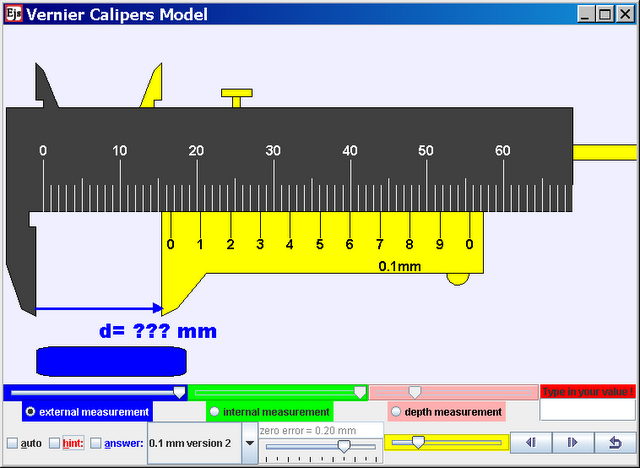 Ejs Vernier Calipers Model
0 10 20 30 40 50 60
0 1 2 3 4 5 6 7 8 9 0
0.1mm
d= ??? mm
Type in your value !
external measurement internal measurement depth measurement
zero error = 0.20 mm
auto hint: answer: 0.1 mm version 2